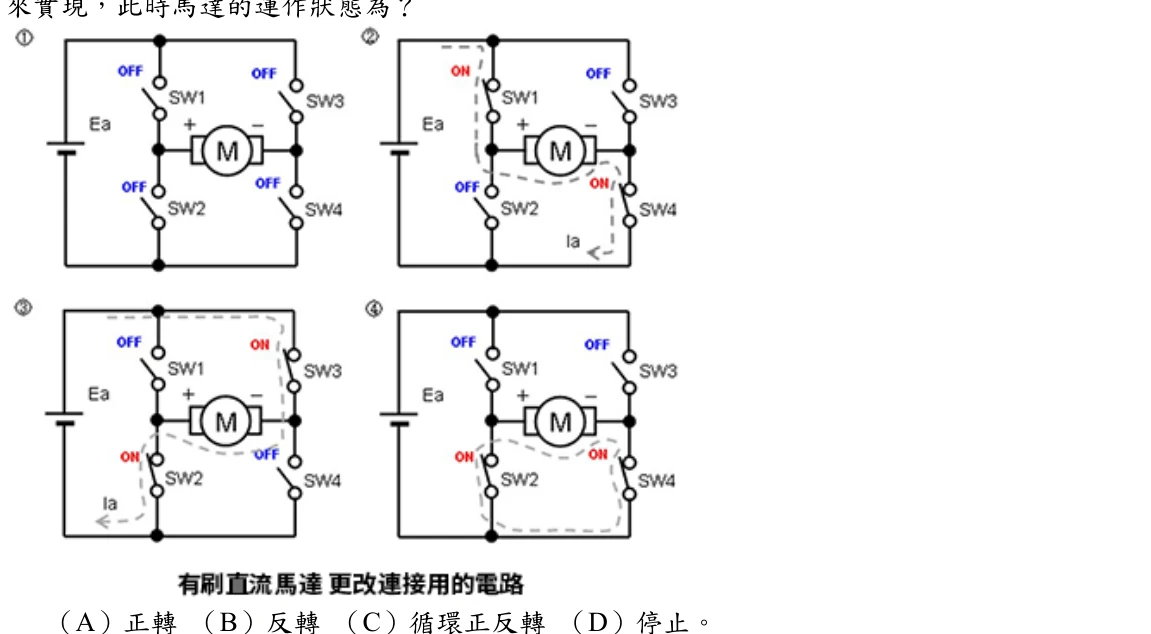 來實現，此時馬達的運作狀態為？
① ②
OFF OFF ON OFF
SW1 SW3 SW1 SW3
Ea + − Ea + −
M M
OFF OFF OFF ON
SW2 SW4 SW2 SW4
Ia
③ ④
OFF ON OFF OFF
SW1 SW3 SW1 SW3
Ea + − Ea + −
M M
ON OFF ON ON
SW2 SW4 SW2 SW4
Ia
有刷直流馬達 更改連接用的電路
（A）正轉 （B）反轉 （C）循環正反轉 （D）停止。